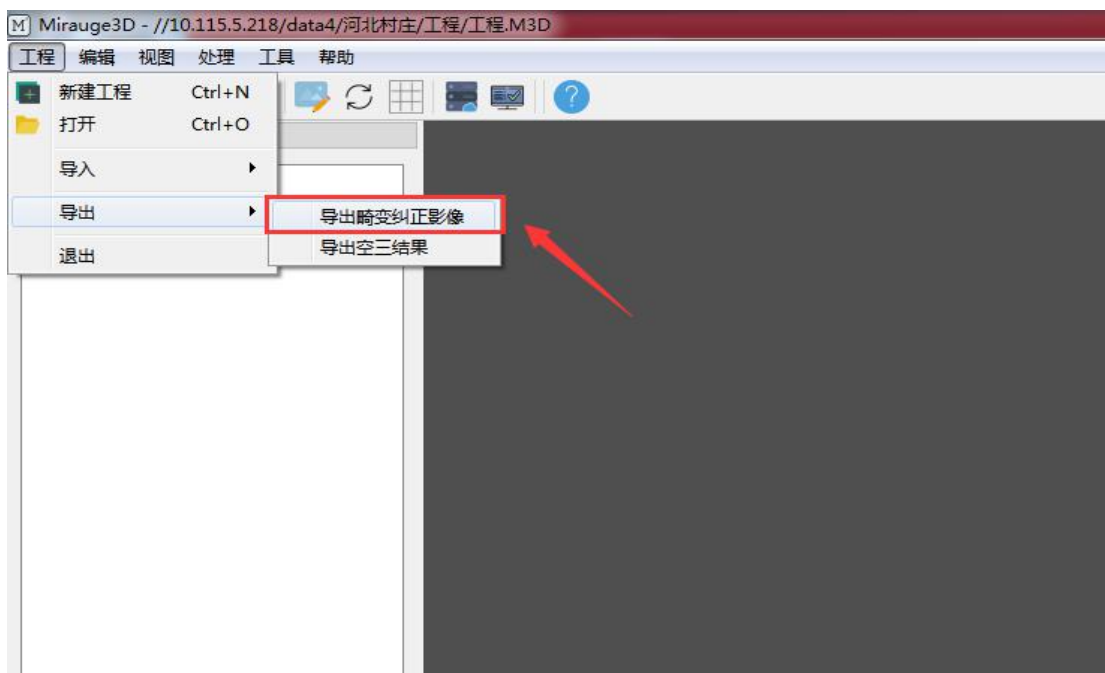 M Mirauge3D - //10.115.5.218/data4/河北村庄/工程/工程.M3D
工程 编辑 视图 处理 工具 帮助
新建工程 Ctrl+N
打开 Ctrl+O
导入
导出
导出畸变纠正影像
导出空三结果
退出
?